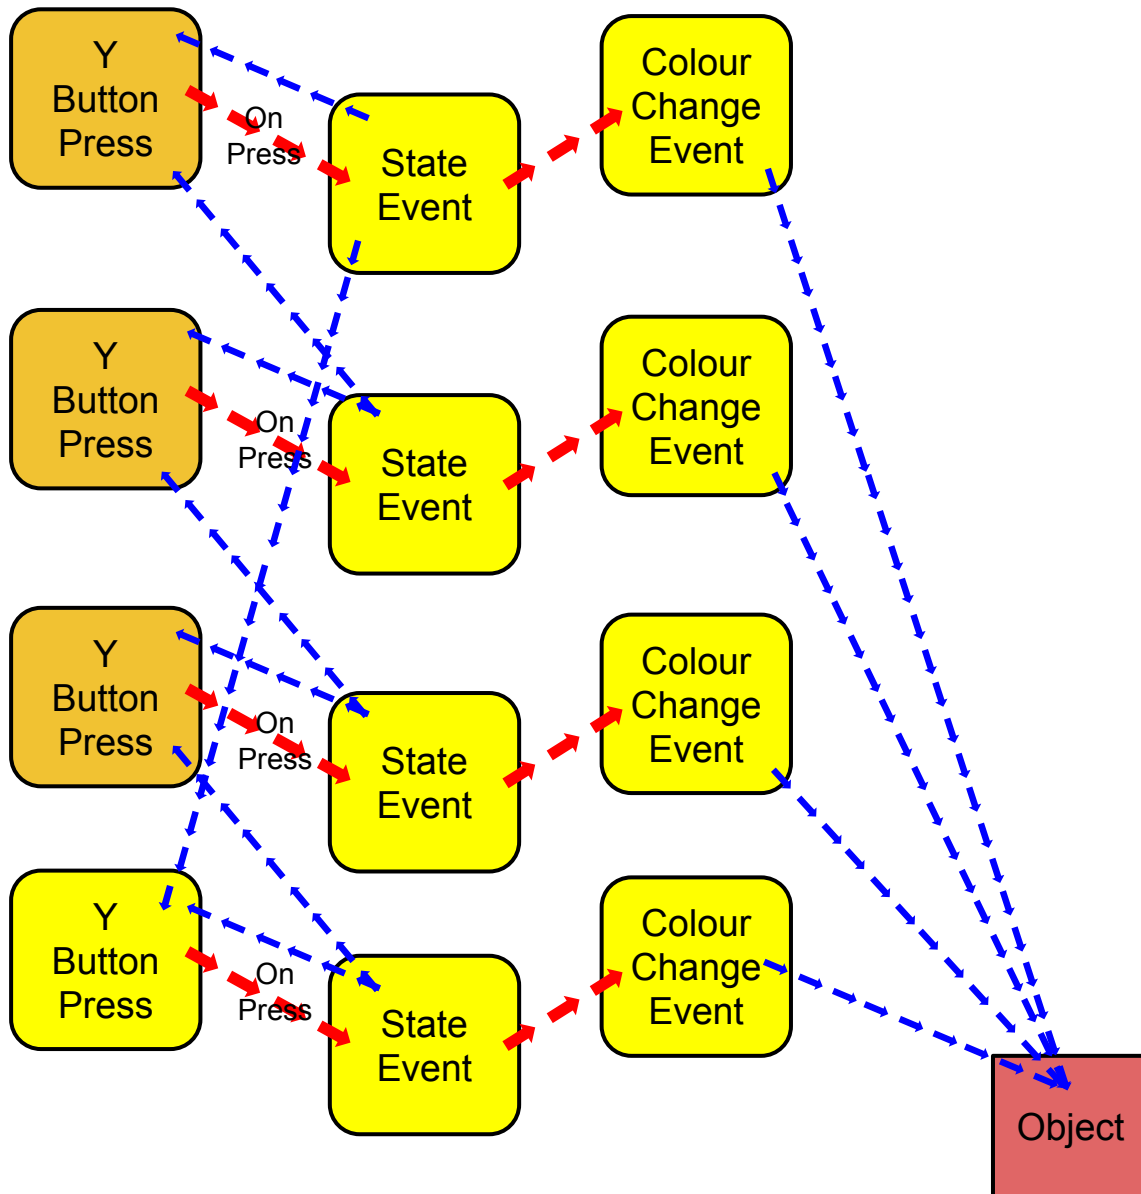 Y
Button
Press
On
Press
State
Event
Colour
Change
Event
Y
Button
Press
On
Press
State
Event
Colour
Change
Event
Y
Button
Press
On
Press
State
Event
Colour
Change
Event
Y
Button
Press
On
Press
State
Event
Colour
Change
Event
Object